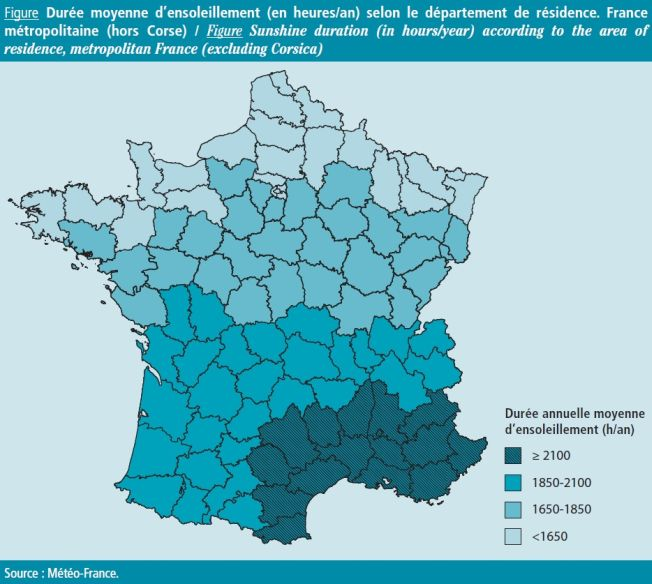 Figure Durée moyenne d'ensoleillement (en heures/an) selon le département de résidence. France
métropolitaine (hors Corse) / Figure Sunshine duration (in hours/year) according to the area of
residence, metropolitan France (excluding Corsica)
Durée annuelle moyenne
d'ensoleillement (h/an)
≥ 2100
1850-2100
1650-1850
<1650
Source : Météo-France.